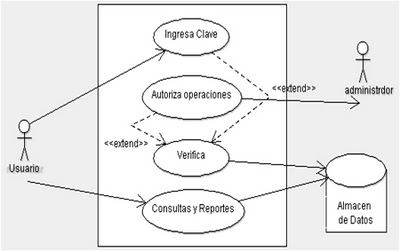 Ingresa Clave
<<extend>>
Autoriza operaciones
administrdor
<<extend>>
Verifica
Usuario
Consultas y Reportes
Almacen
de Datos